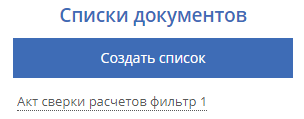 Списки документов
Создать список
Акт сверки расчетов фильтр 1